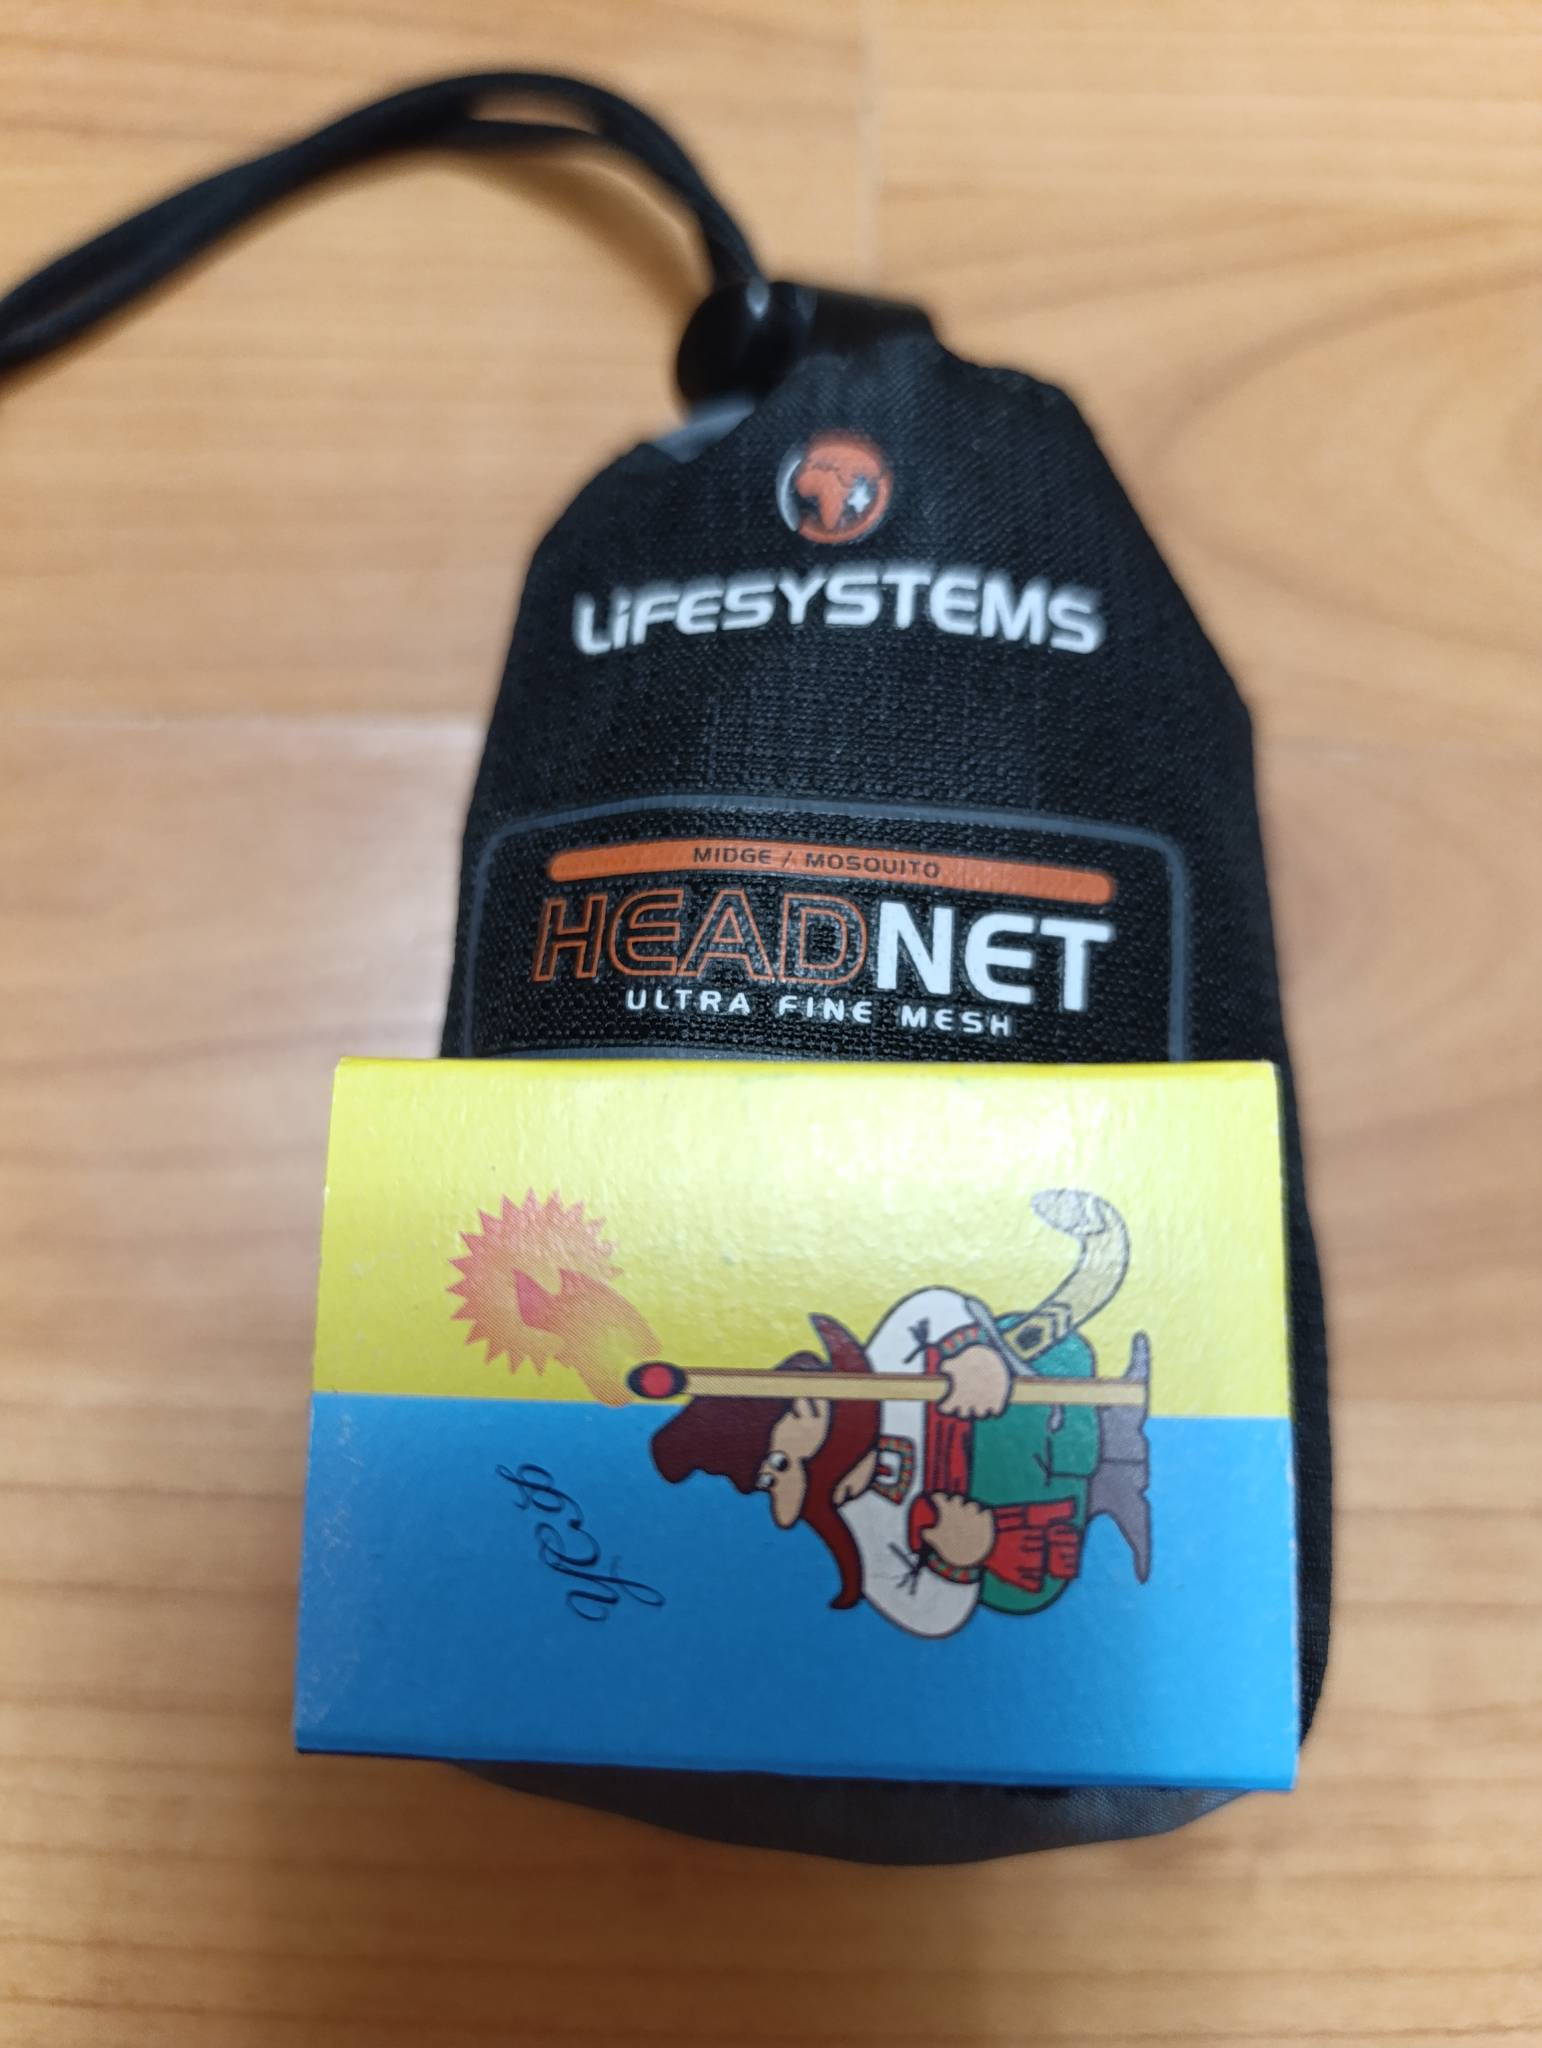 LIFESYSTEMS
MIDGE / MOSQUITO
HEADNET
ULTRA FINE MESH